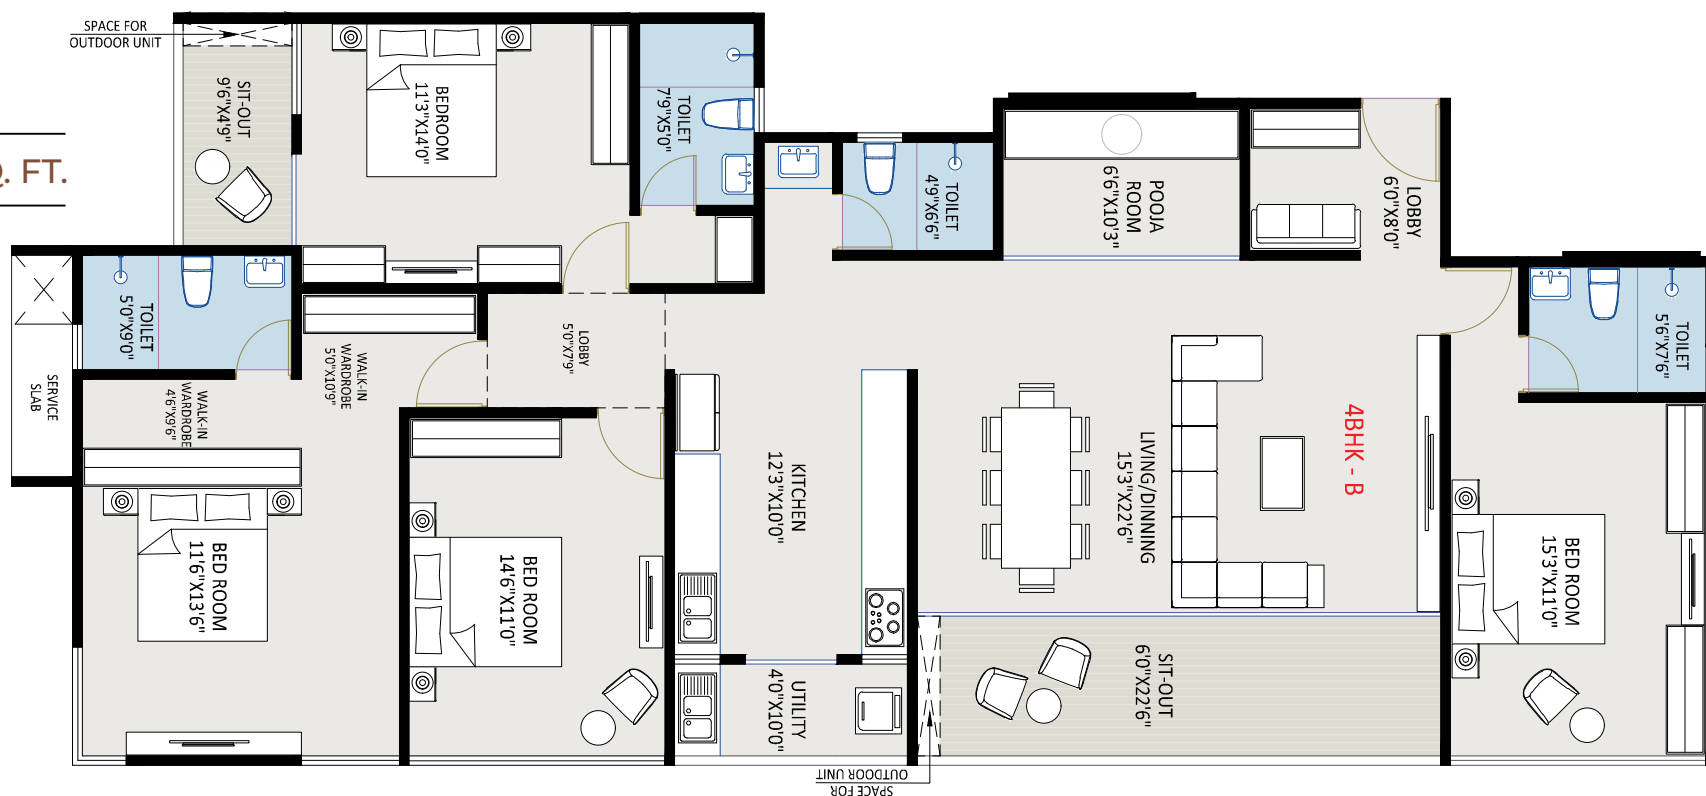 SPACE FOR
OUTDOOR UNIT
SIT-OUT
9'6"X4'9"
BEDROOM
11'3"X14'0"
TOILET
7'9"X5'0"
TOILET
4'9"X6'6"
POOJA
ROOM
6'6"X10'3"
LOBBY
6'0"X8'0"
Q. FT.
TOILET
5'0"X9'0"
WALK-IN
WARDROBE
5'0"X10'9"
LOBBY
5'0"X7'9"
TOILET
5'6"X7'6"
SERVICE
SLAB
WALK-IN
WARDROBE
4'6"X9'6"
KITCHEN
12'3"X10'0"
LIVING/DINNING
15'3"X22'6"
4BHK - B
BED ROOM
11'6"X13'6"
BED ROOM
14'6"X11'0"
BED ROOM
15'3"X11'0"
UTILITY
4'0"X10'0"
SIT-OUT
6'0"X22'6"
SPACE FOR
OUTDOOR UNIT